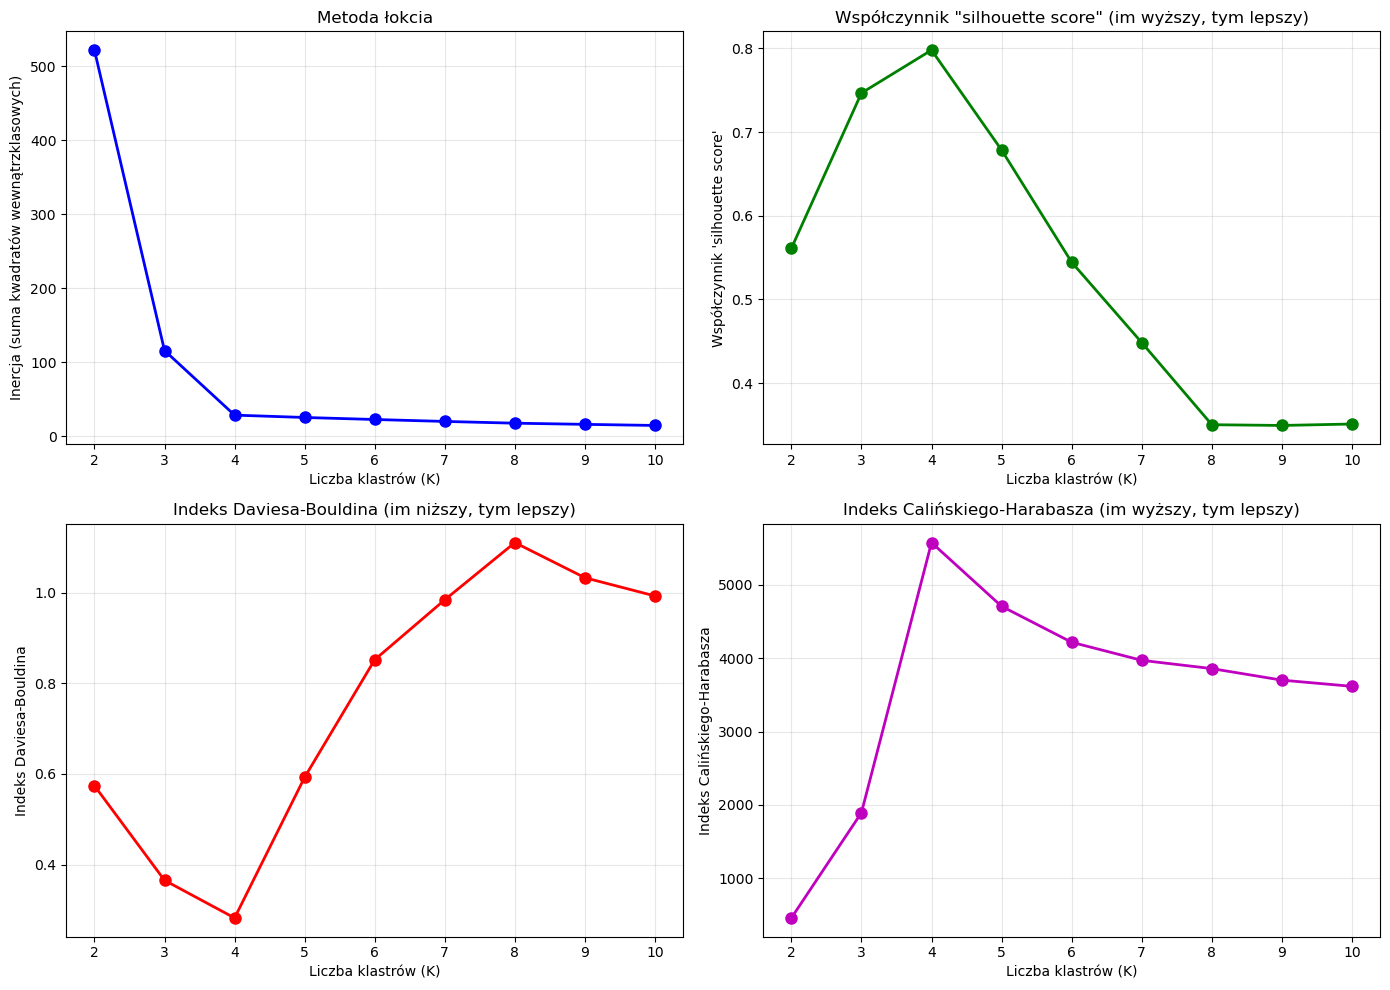 Metoda łokcia
Inercja (suma kwadratów wewnątrzklasowych)
500
400
300
200
100
0
2 3 4 5 6 7 8 9 10
Liczba klastrów (K)
Współczynnik "silhouette score" (im wyższy, tym lepszy)
Współczynnik 'silhouette score'
0.8
0.7
0.6
0.5
0.4
2 3 4 5 6 7 8 9 10
Liczba klastrów (K)
Indeks Daviesa-Bouldina (im niższy, tym lepszy)
Indeks Daviesa-Bouldina
1.0
0.8
0.6
0.4
2 3 4 5 6 7 8 9 10
Liczba klastrów (K)
Indeks Calińskiego-Harabasza (im wyższy, tym lepszy)
Indeks Calińskiego-Harabasza
5000
4000
3000
2000
1000
2 3 4 5 6 7 8 9 10
Liczba klastrów (K)